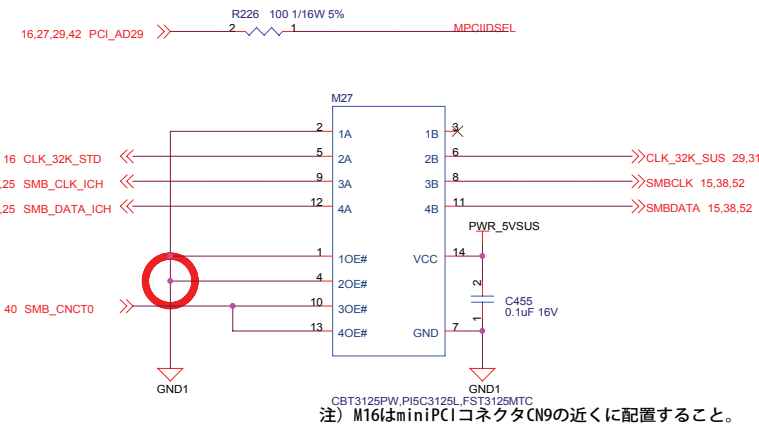 R226 100 1/16W 5%
16,27,29,42 PCI_AD29 2 1 MPCIIDSEL
M27
2 1A 1B 3
16 CLK_32K_STD 5 2A 2B 6 CLK_32K_SUS 29,31
,25 SMB_CLK_ICH 9 3A 3B 8 SMBCLK 15,38,52
,25 SMB_DATA_ICH 12 4A 4B 11 SMBDATA 15,38,52
PWR_5VSUS
1 1OE# VCC 14
4 2OE#
2
C455
0.1uF 16V
1
40 SMB_CNCT0 10 3OE#
13 4OE# GND 7
GND1 GND1
CBT3125PW,PI5C3125L,FST3125MTC
注) M16はminiPCIコネクタCN9の近くに配置すること。